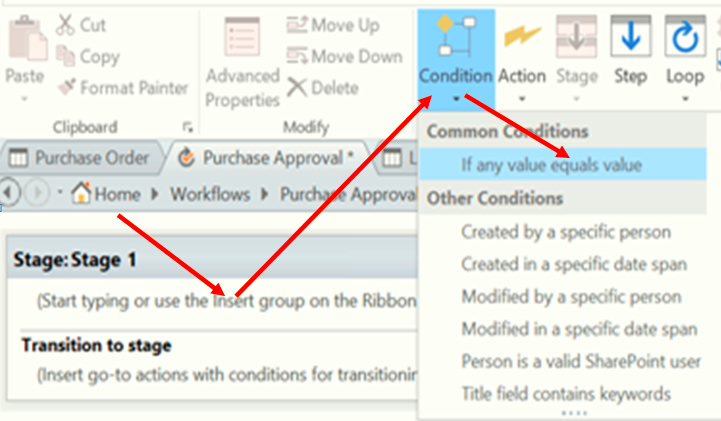 Cut
Copy
Format Painter
Paste
Clipboard
Advanced
Properties
Move Up
Move Down
Delete
Modify
Condition
Action
Stage
Step
Loop
Common Conditions
If any value equals value
Other Conditions
Created by a specific person
Created in a specific date span
Modified by a specific person
Modified in a specific date span
Person is a valid SharePoint user
Title field contains keywords
Purchase Order
Purchase Approval *
L
Home
Workflows
Purchase Approval
Stage: Stage 1
(Start typing or use the Insert group on the Ribbon
Transition to stage
(Insert go-to actions with conditions for transitionin